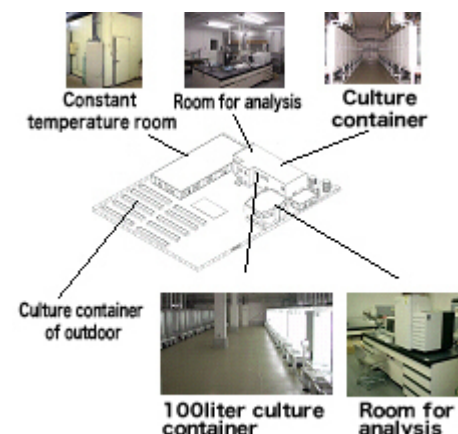 Constant
temperature room
Room for analysis
Culture
container
Culture container
of outdoor
100liter culture
container
Room for
analysis